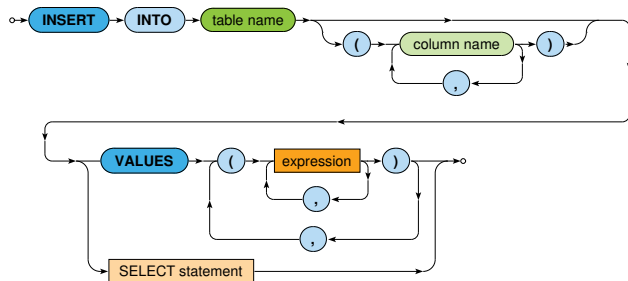 INSERT INTO table name
( column name )
,
VALUES ( expression )
,
,
SELECT statement